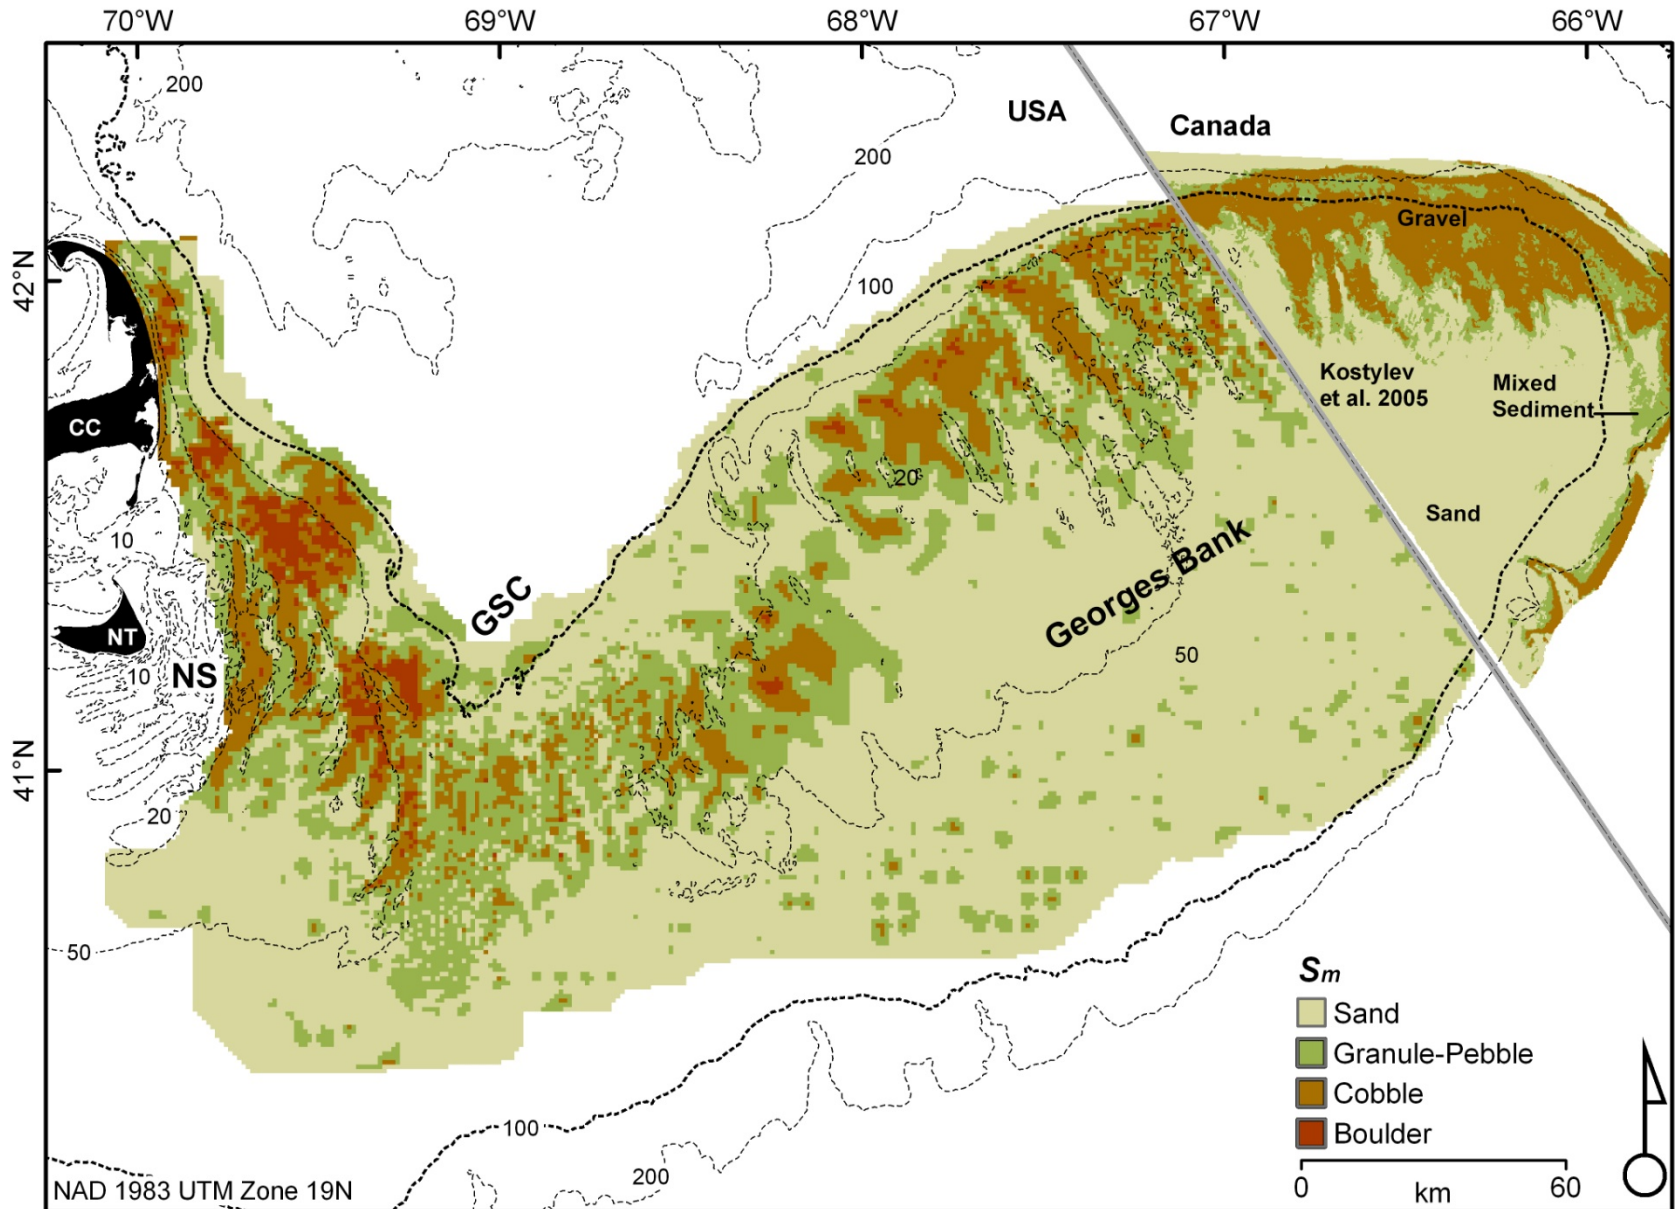 70°W
69°W
68°W
67°W
66°W
200
USA
Canada
200
Gravel
42°N
100
Kostylev
et al. 2005
Mixed
Sediment
CC
20
Sand
10
Georges Bank
GSC
NT
NS
10
50
41°N
20
50
Sm
Sand
Granule-Pebble
Cobble
Boulder
100
200
NAD 1983 UTM Zone 19N
0
km
60